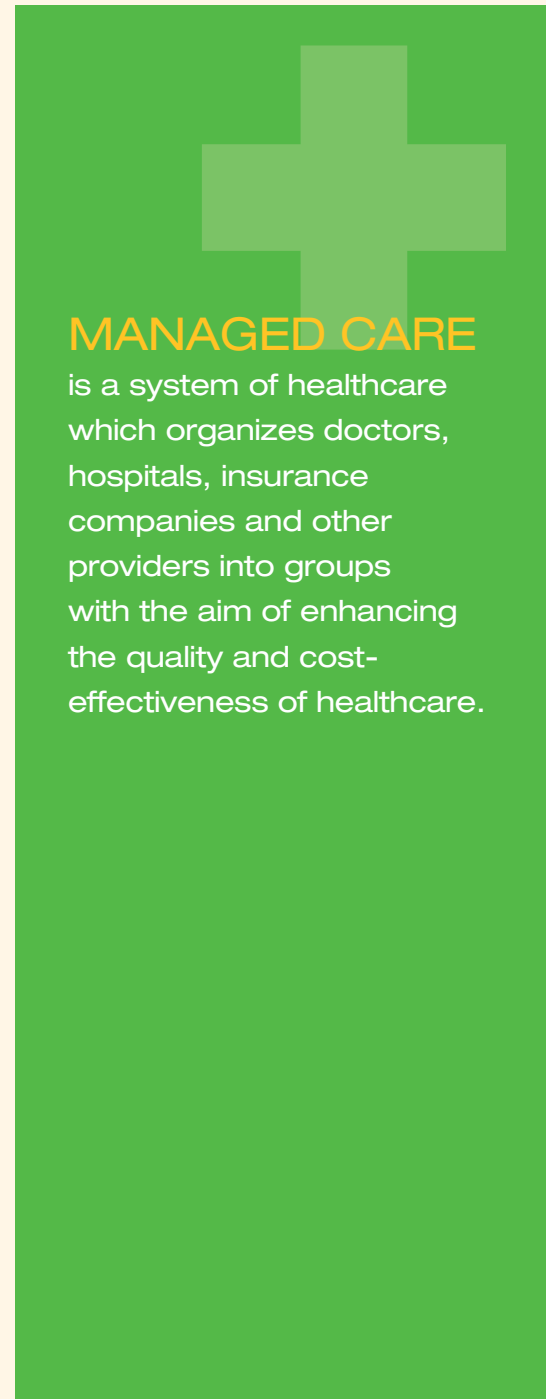 MANAGED CARE
is a system of healthcare
which organizes doctors,
hospitals, insurance
companies and other
providers into groups
with the aim of enhancing
the quality and cost-
effectiveness of healthcare.